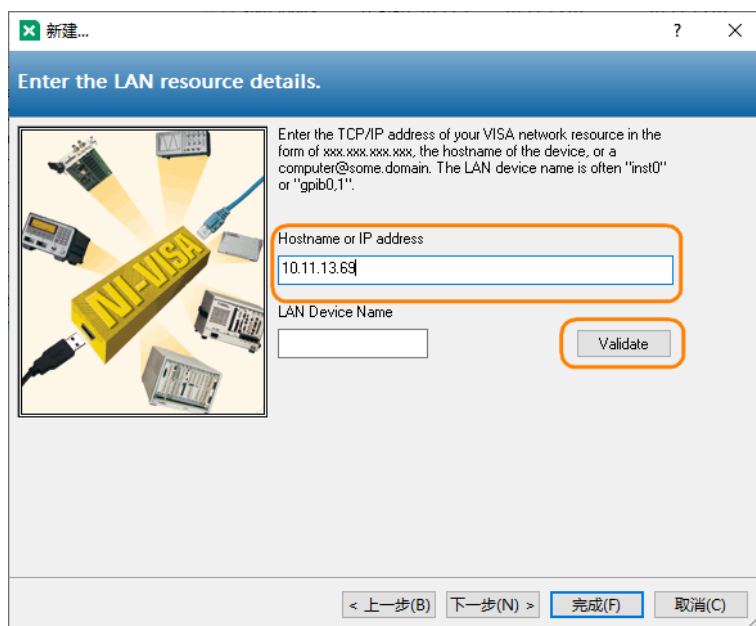 新建...
Enter the LAN resource details.
Enter the TCP/IP address of your VISA network resource in the
form of xxx.xxx.xxx.xxx, the hostname of the device, or a
computer@some.domain. The LAN device name is often "inst0"
or "gpib0,1".
NI-VISA
Hostname or IP address
10.11.13.69
LAN Device Name
Validate
< 上一步(B) 下一步(N) > 完成(F) 取消(C)